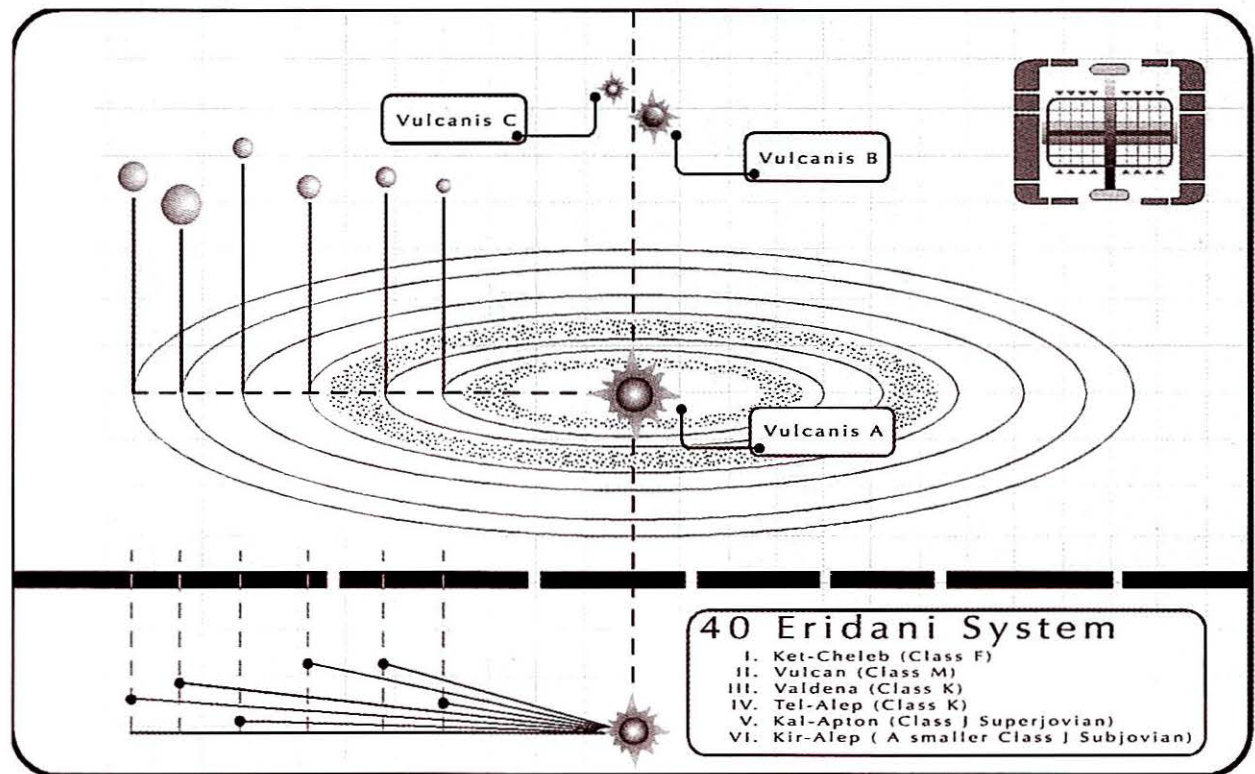 Vulcanis C
Vulcanis B
Vulcanis A
40 Eridani System
I. Ket-Cheleb (Class F)
II. Vulcan (Class M)
III. Valdena (Class K)
IV. Tel-Alep (Class K)
V. Kal-Apton (Class J Superjovian)
VI. Kir-Alep ( A smaller Class J Subjovian)